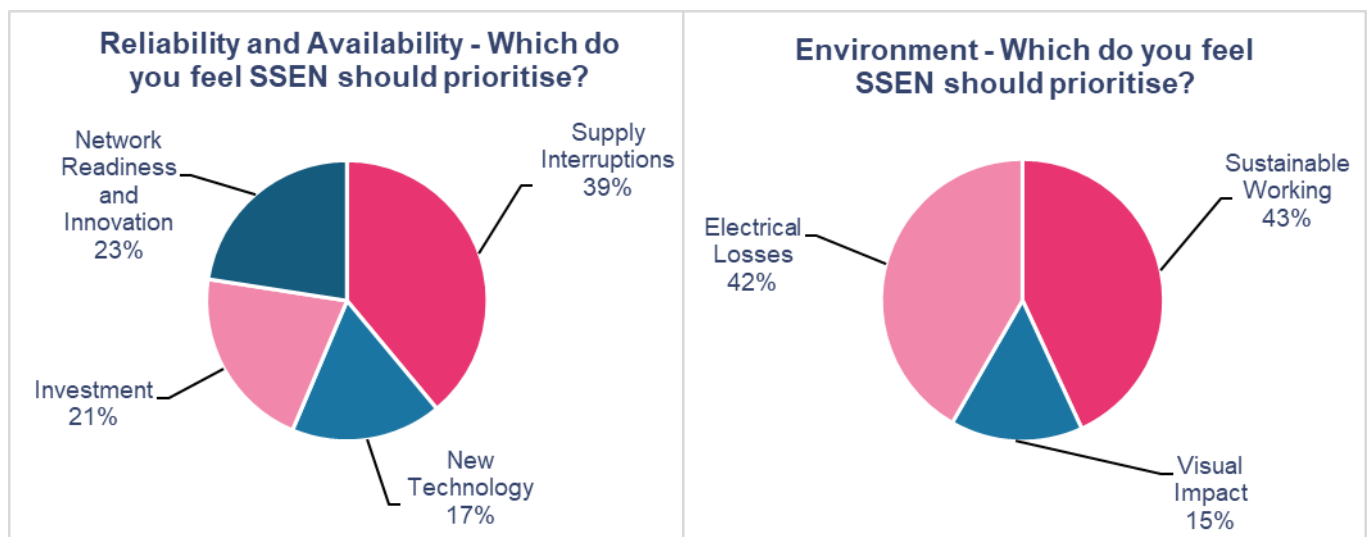 Reliability and Availability - Which do
you feel SSEN should prioritise?
Network
Readiness
and
Innovation
23%
Supply
Interruptions
39%
Investment
21%
New
Technology
17%
Environment - Which do you feel
SSEN should prioritise?
Electrical
Losses
42%
Sustainable
Working
43%
Visual
Impact
15%